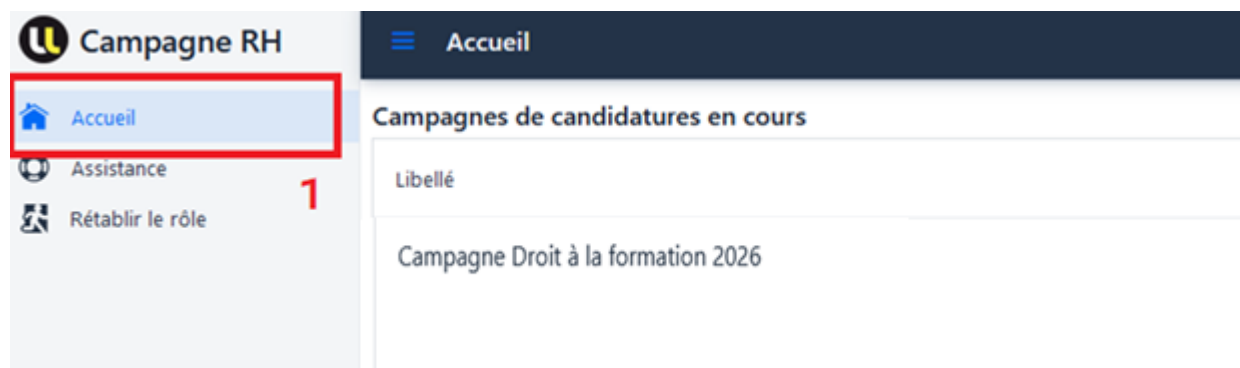 Campagne RH
Accueil
Accueil
Assistance
1
Rétablir le rôle
Campagnes de candidatures en cours
Libellé
Campagne Droit à la formation 2026